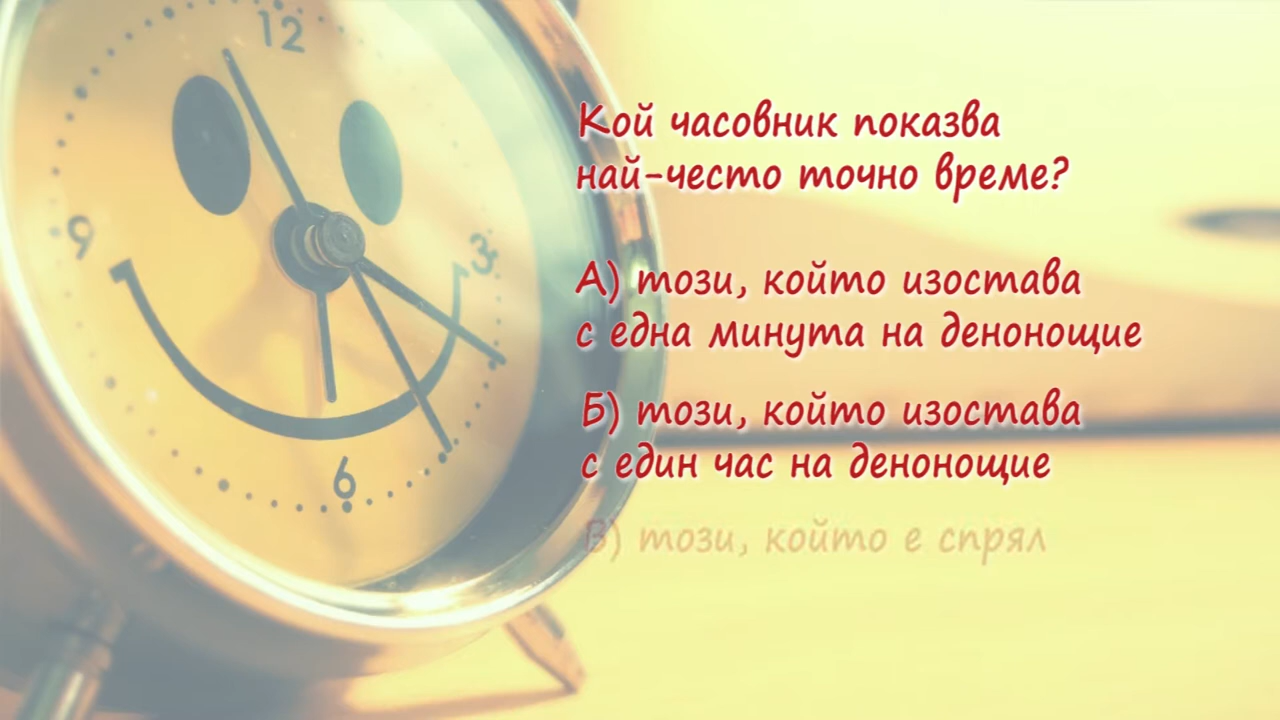 12
9
3
6
Кой часовник показва
най-често точно време?
А) този, който изостава
с една минута на денонощие
Б) този, който изостава
с един час на денонощие
В) този, който е спрял